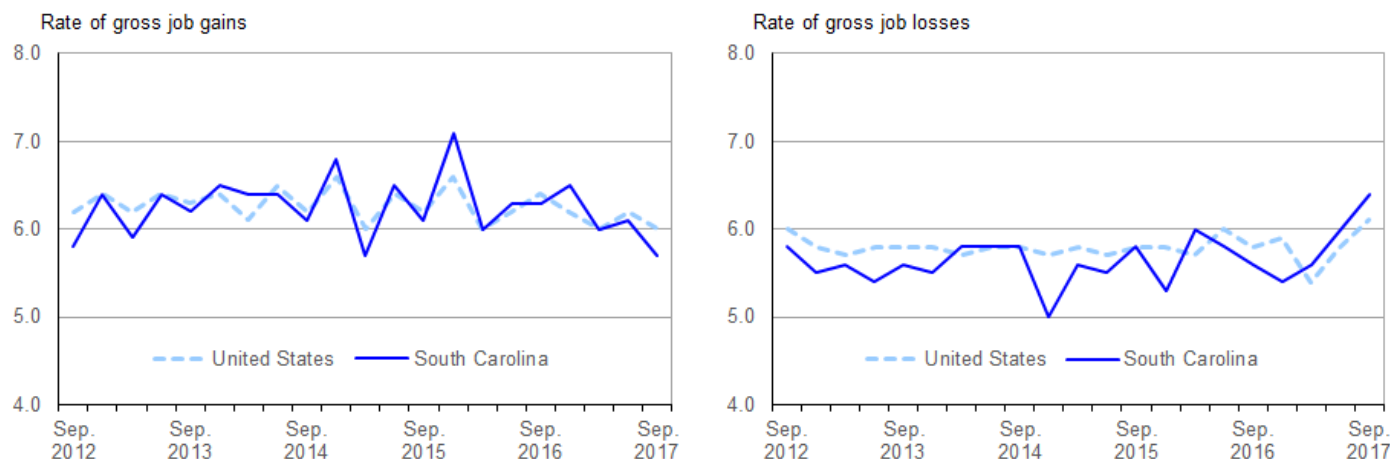 Rate of gross job gains
8.0
7.0
6.0
5.0
4.0
United States
South Carolina
Sep. 2012
Sep. 2013
Sep. 2014
Sep. 2015
Sep. 2016
Sep. 2017
Rate of gross job losses
8.0
7.0
6.0
5.0
4.0
United States
South Carolina
Sep. 2012
Sep. 2013
Sep. 2014
Sep. 2015
Sep. 2016
Sep. 2017